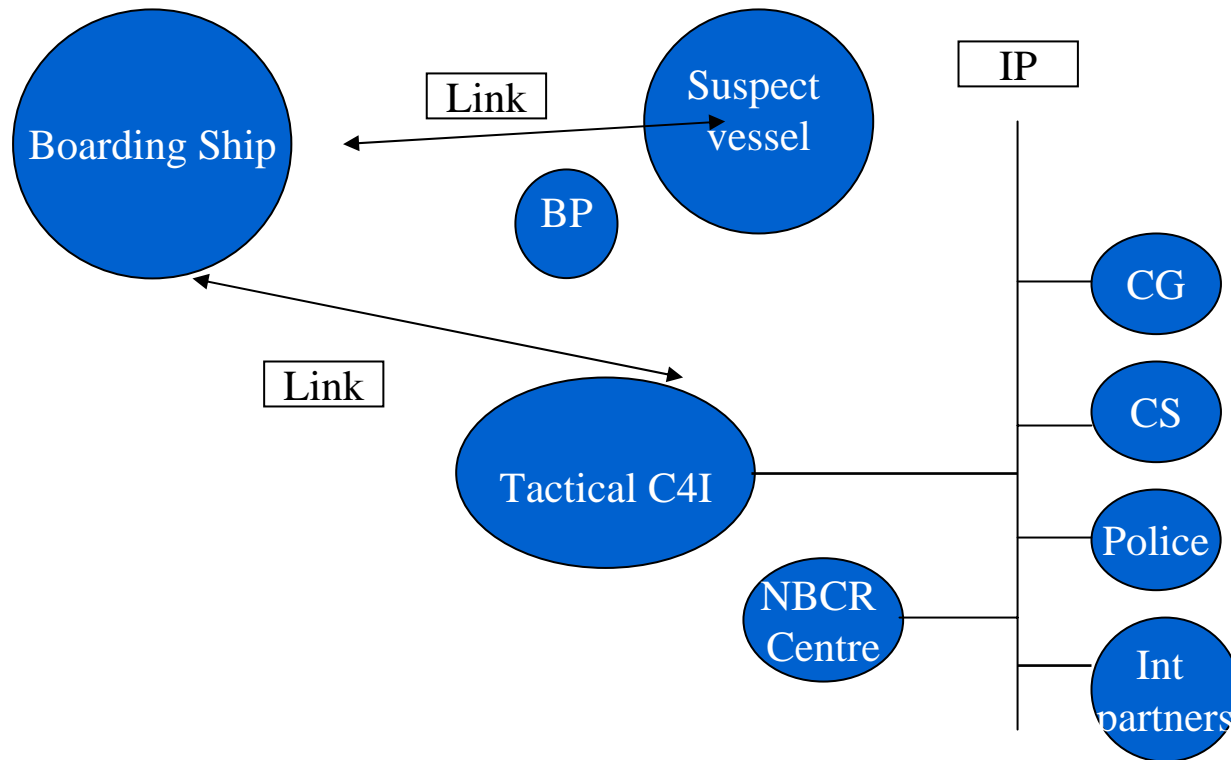 IP
Link
Suspect
vessel
Boarding Ship
BP
CG
Link
CS
Tactical C4I
Police
NBCR
Centre
Int
partners